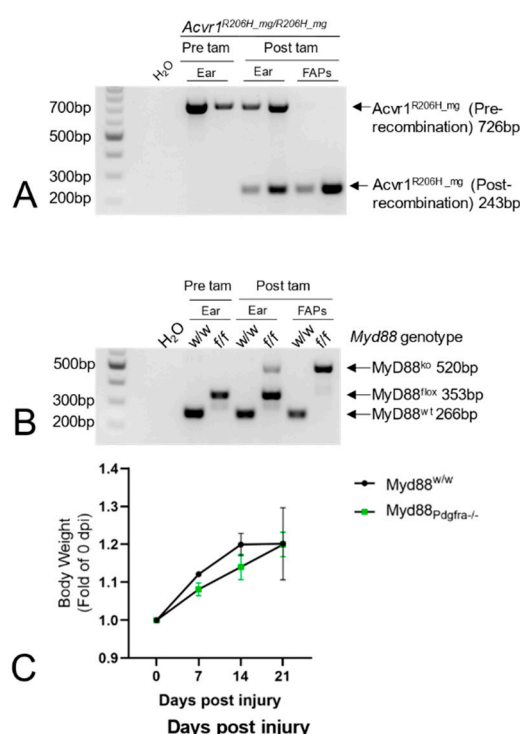 Acvr1R206H_mg/R206H_mg
Pre tam Post tam
H2O Ear Ear FAPs
700bp
500bp
300bp
200bp
Acvr1R206H_mg (Pre-
recombination) 726bp
Acvr1R206H_mg (Post-
recombination) 243bp
A
Pre tam Post tam
Ear Ear FAPs
H2O w/w f/f w/w f/f w/w f/f Myd88 genotype
500bp MyD88ko 520bp
300bp MyD88flox 353bp
200bp MyD88wt 266bp
B
1.4
1.3
1.2
1.1
1.0
0.9
Body Weight
(Fold of 0 dpi)
Myd88w/w
Myd88Pdgfra-/-
0 7 14 21
C
Days post injury
Days post injury